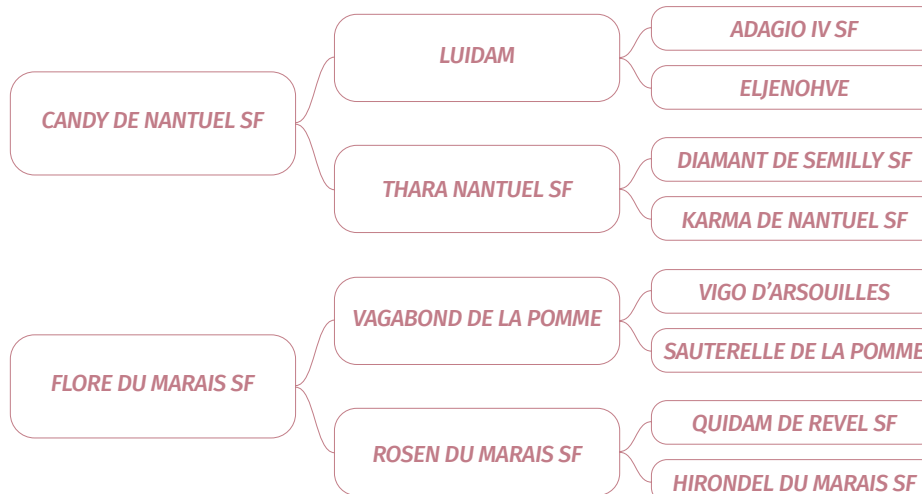 ADAGIO IV SF
LUIDAM
ELJENOHVE
CANDY DE NANTUEL SF
DIAMANT DE SEMILLY SF
THARA NANTUEL SF
KARMA DE NANTUEL SF
VIGO D'ARSOUILLES
VAGABOND DE LA POMME
SAUTERELLE DE LA POMME
FLORE DU MARAIS SF
QUIDAM DE REVEL SF
ROSEN DU MARAIS SF
HIRONDEL DU MARAIS SF